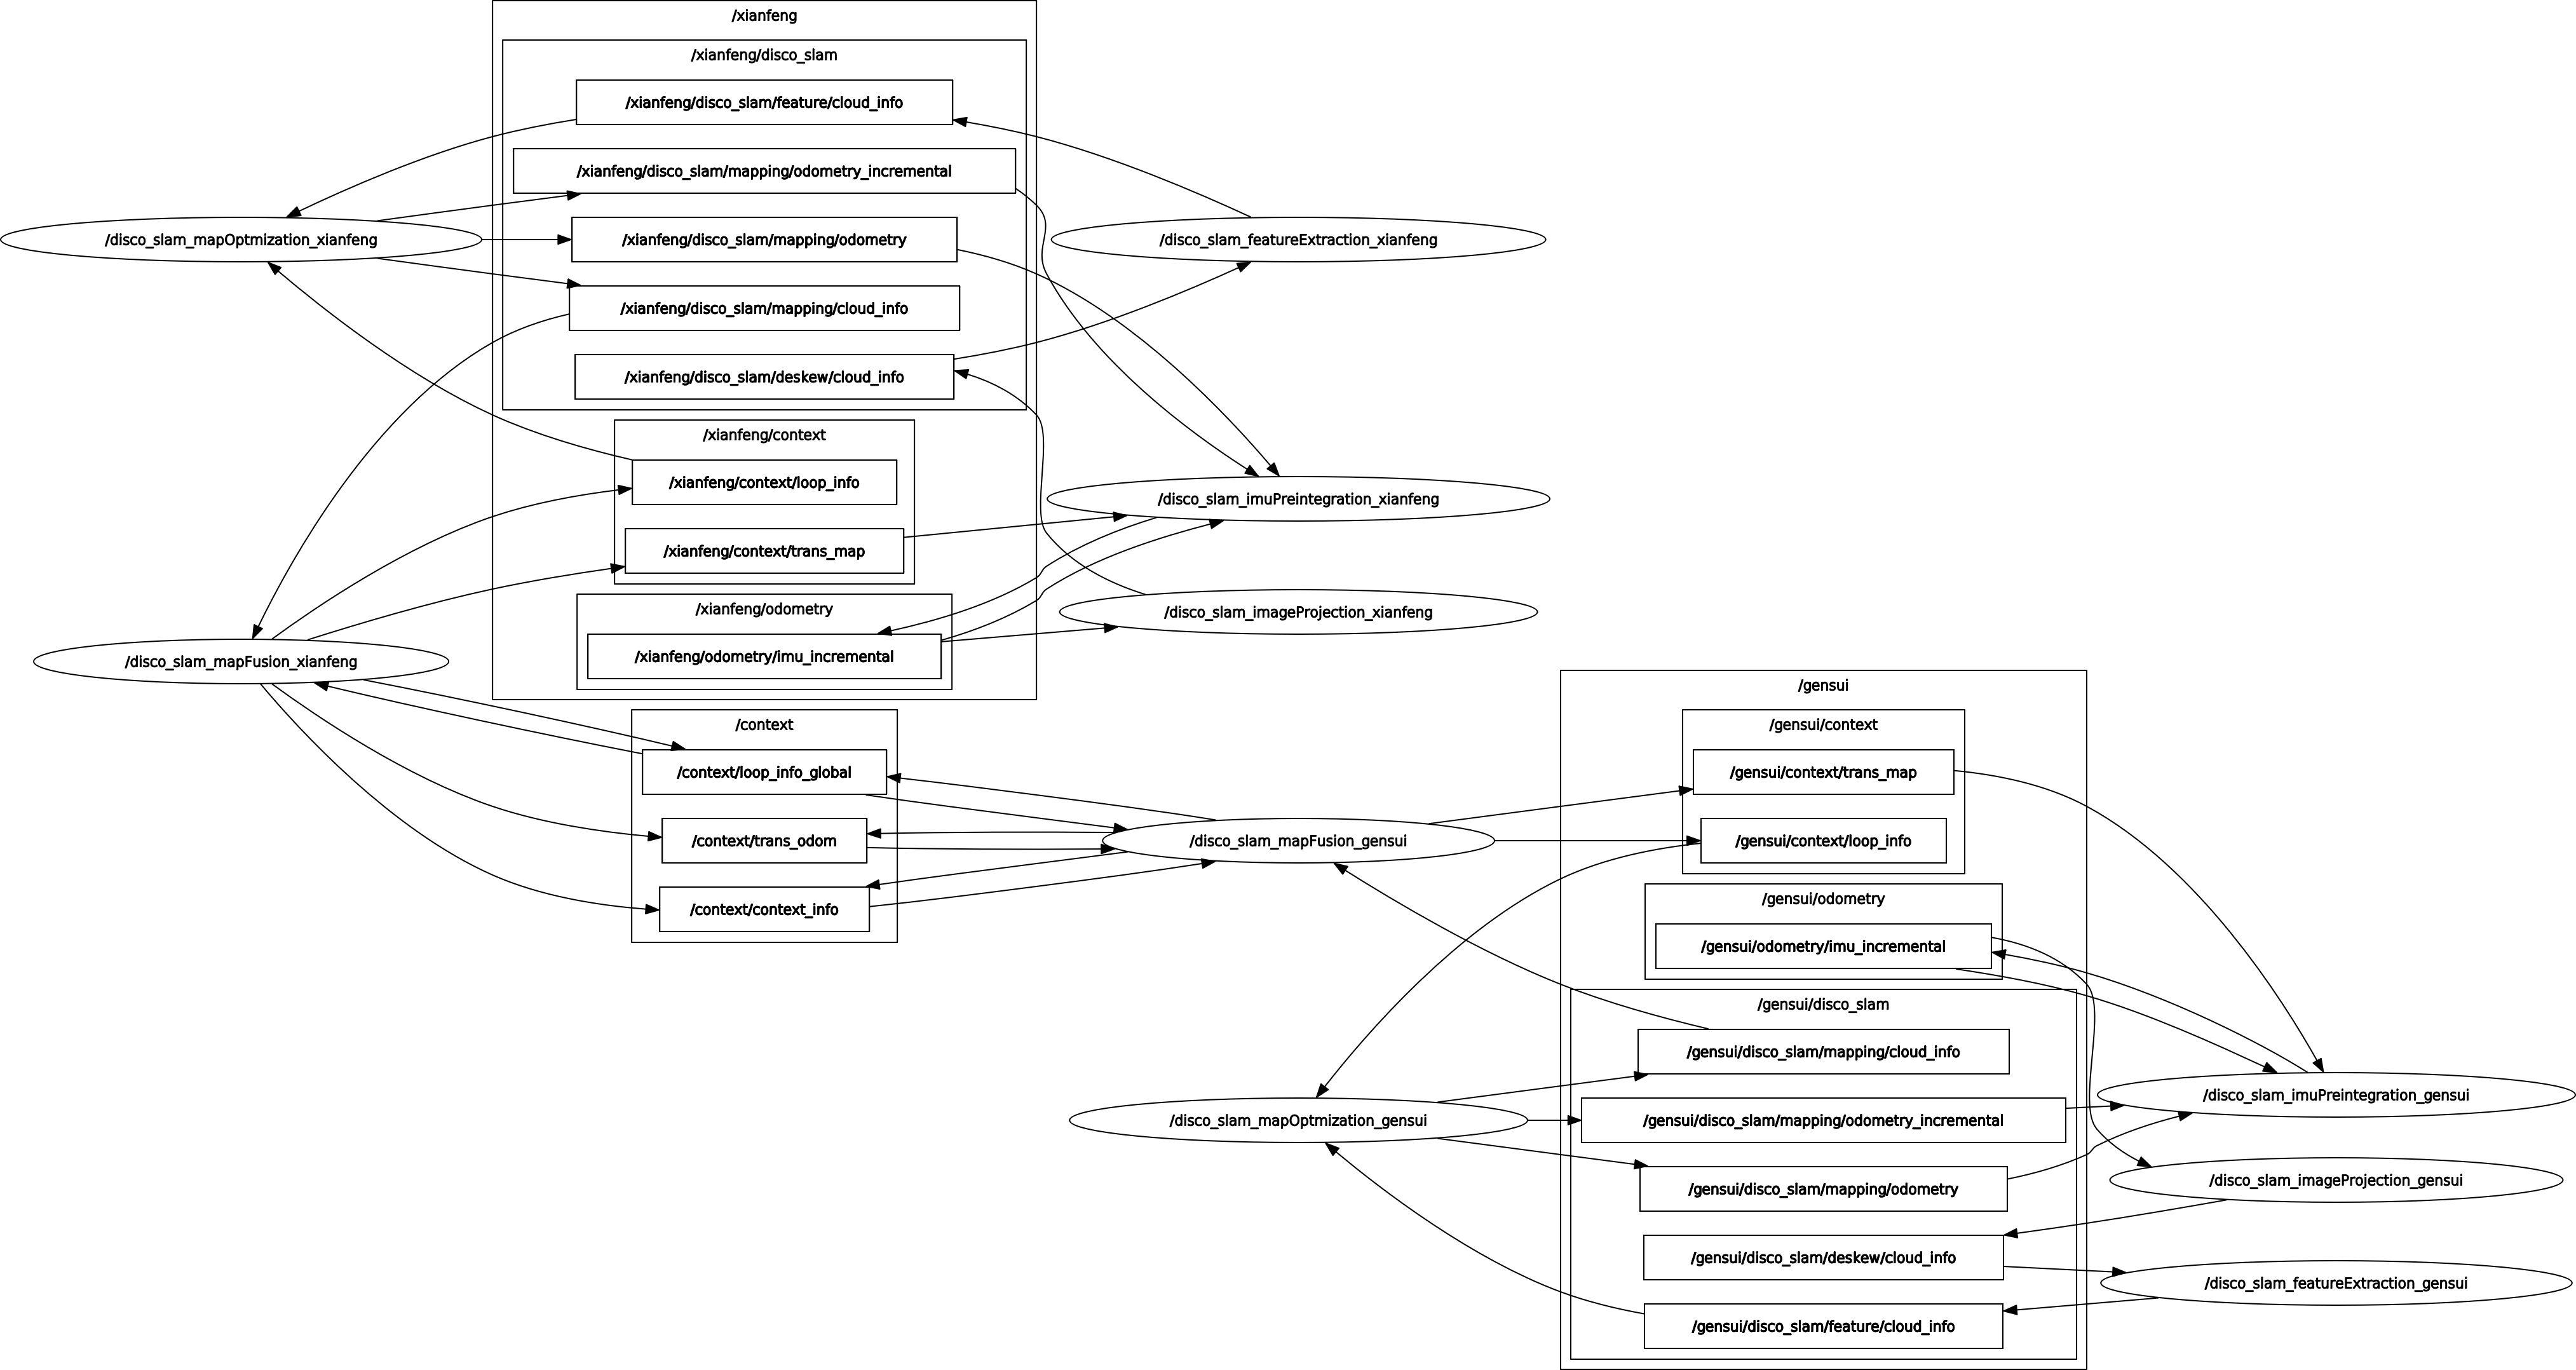 /xianfeng
/xianfeng/disco_slam
/xianfeng/disco_slam/feature/cloud_info
/xianfeng/disco_slam/mapping/odometry_incremental
/disco_slam_mapOptmization_xianfeng
/xianfeng/disco_slam/mapping/odometry
/disco_slam_featureExtraction_xianfeng
/xianfeng/disco_slam/mapping/cloud_info
/xianfeng/disco_slam/deskew/cloud_info
/xianfeng/context
/xianfeng/context/loop_info
/disco_slam_imuPreintegration_xianfeng
/xianfeng/context/trans_map
/xianfeng/odometry
/disco_slam_imageProjection_xianfeng
/disco_slam_mapFusion_xianfeng
/xianfeng/odometry/imu_incremental
/gensui
/context
/gensui/context
/context/loop_info_global
/gensui/context/trans_map
/context/trans_odom
/disco_slam_mapFusion_gensui
/gensui/context/loop_info
/context/context_info
/gensui/odometry
/gensui/odometry/imu_incremental
/gensui/disco_slam
/gensui/disco_slam/mapping/cloud_info
/disco_slam_imuPreintegration_gensui
/disco_slam_mapOptmization_gensui
/gensui/disco_slam/mapping/odometry_incremental
/disco_slam_imageProjection_gensui
/gensui/disco_slam/mapping/odometry
/gensui/disco_slam/deskew/cloud_info
/disco_slam_featureExtraction_gensui
/gensui/disco_slam/feature/cloud_info